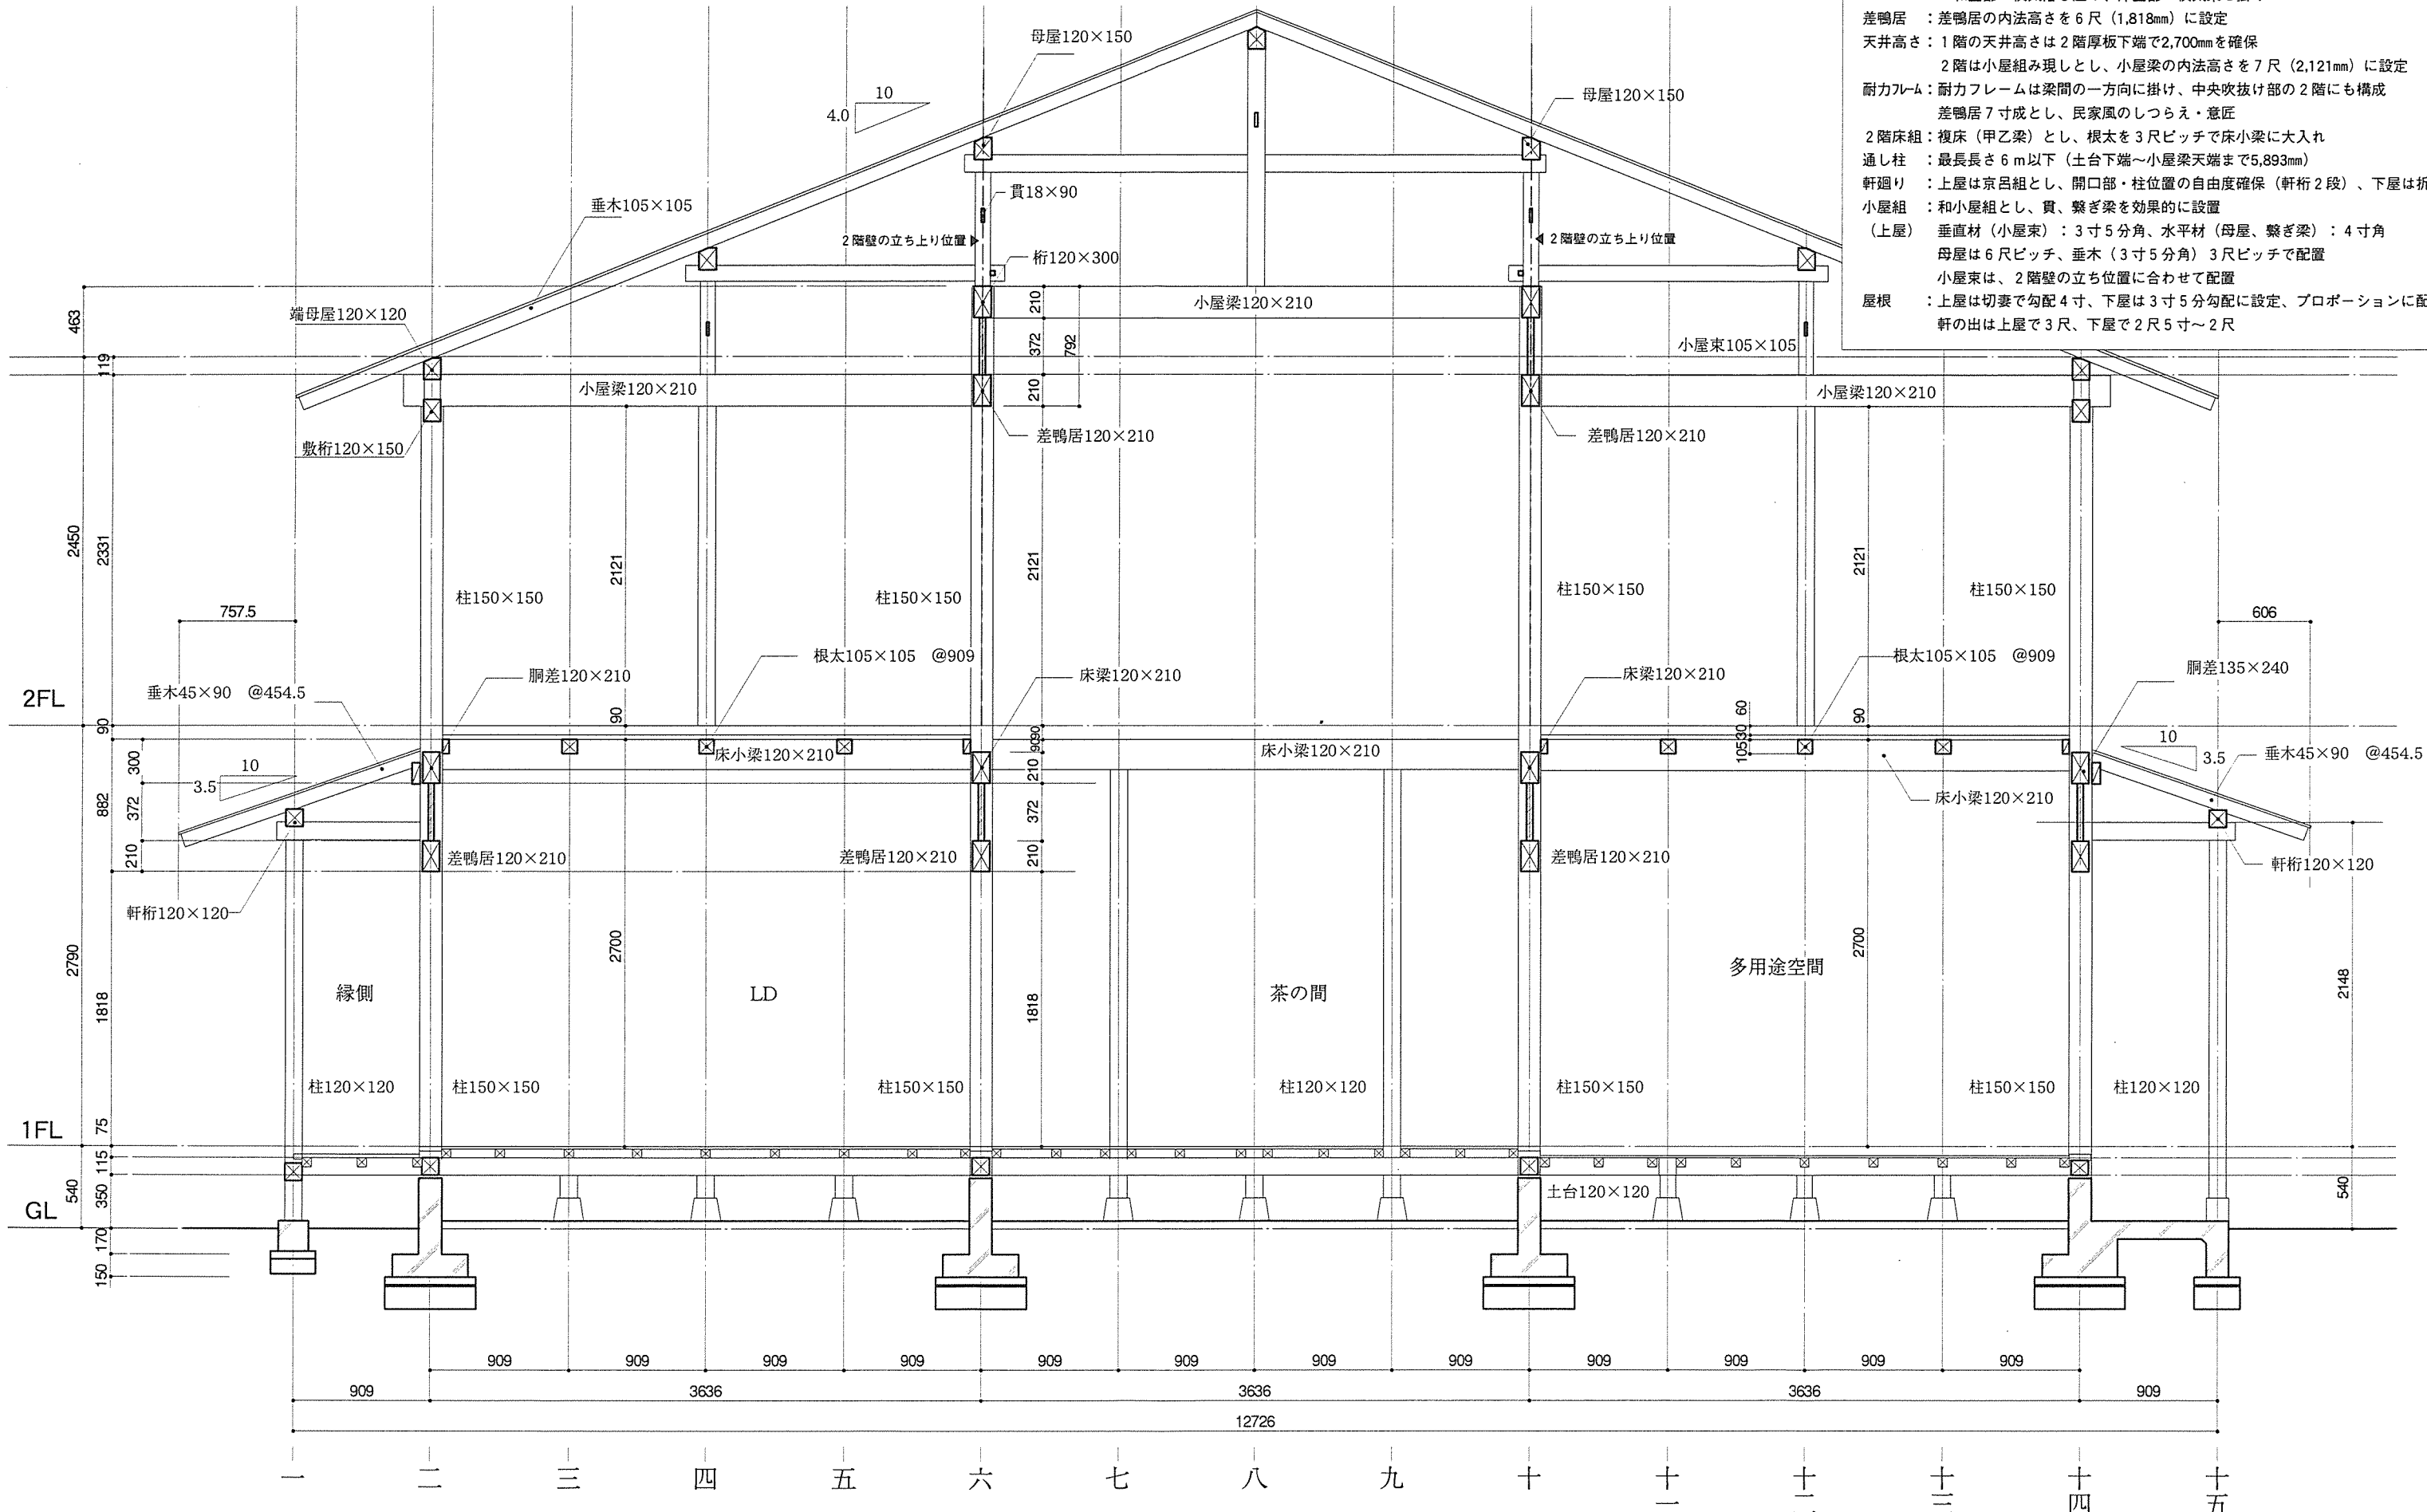 差鴨居 ：差鴨居の内法高さを6尺（1,818mm）に設定
天井高さ：1階の天井高さは2階厚板下端で2,700mmを確保
2階は小屋組み現しとし、小屋梁の内法高さを7尺（2,121mm）に設定
耐力フレーム：耐力フレームは梁間の一方向に掛け、中央吹抜け部の2階にも構成
差鴨居7寸成とし、民家風のしつらえ・意匠
2階床組：複床（甲乙梁）とし、根太を3尺ピッチで床小梁に大入れ
通し柱 ：最長長さ6m以下（土台下端～小屋梁天端まで5,893mm）
軒廻り ：上屋は京呂組とし、開口部・柱位置の自由度確保（軒桁2段）、下屋は折
小屋組 ：和小屋組とし、貫、繋ぎ梁を効果的に設置
（上屋） 垂直材（小屋束）：3寸5分角、水平材（母屋、繋ぎ梁）：4寸角
母屋は6尺ピッチ、垂木（3寸5分角）3尺ピッチで配置
小屋束は、2階壁の立ち位置に合わせて配置
屋根 ：上屋は切妻で勾配4寸、下屋は3寸5分勾配に設定、プロポーションに配
軒の出は上屋で3尺、下屋で2尺5寸～2尺
母屋120×150
10
4.0
母屋120×150
垂木105×105
貫18×90
2階壁の立ち上り位置
2階壁の立ち上り位置
桁120×300
端母屋120×120
463
119
210
372
792
210
小屋梁120×210
小屋束105×105
小屋梁120×210
小屋梁120×210
敷桁120×150
差鴨居120×210
差鴨居120×210
2450
2331
2121
2121
2121
柱150×150
柱150×150
柱150×150
柱150×150
757.5
606
根太105×105 @909
根太105×105 @909
胴差120×210
床梁120×210
床梁120×210
胴差135×240
垂木45×90 @454.5
2FL
90
90
9090
60
30
105
90
300
10
3.5
床小梁120×210
床小梁120×210
210
10
3.5
垂木45×90 @454.5
882
372
372
床小梁120×210
210
差鴨居120×210
差鴨居120×210
210
差鴨居120×210
軒桁120×120
軒桁120×120
2790
1818
2700
1818
2700
2148
縁側
LD
茶の間
多用途空間
柱120×120
柱150×150
柱150×150
柱120×120
柱150×150
柱150×150
柱120×120
1FL
75
115
540
350
土台120×120
540
GL
170
150
909
909
909
909
909
909
909
909
909
909
909
909
909
3636
3636
3636
909
12726
一
二
三
四
五
六
七
八
九
十
十一
十二
十三
十四
十五